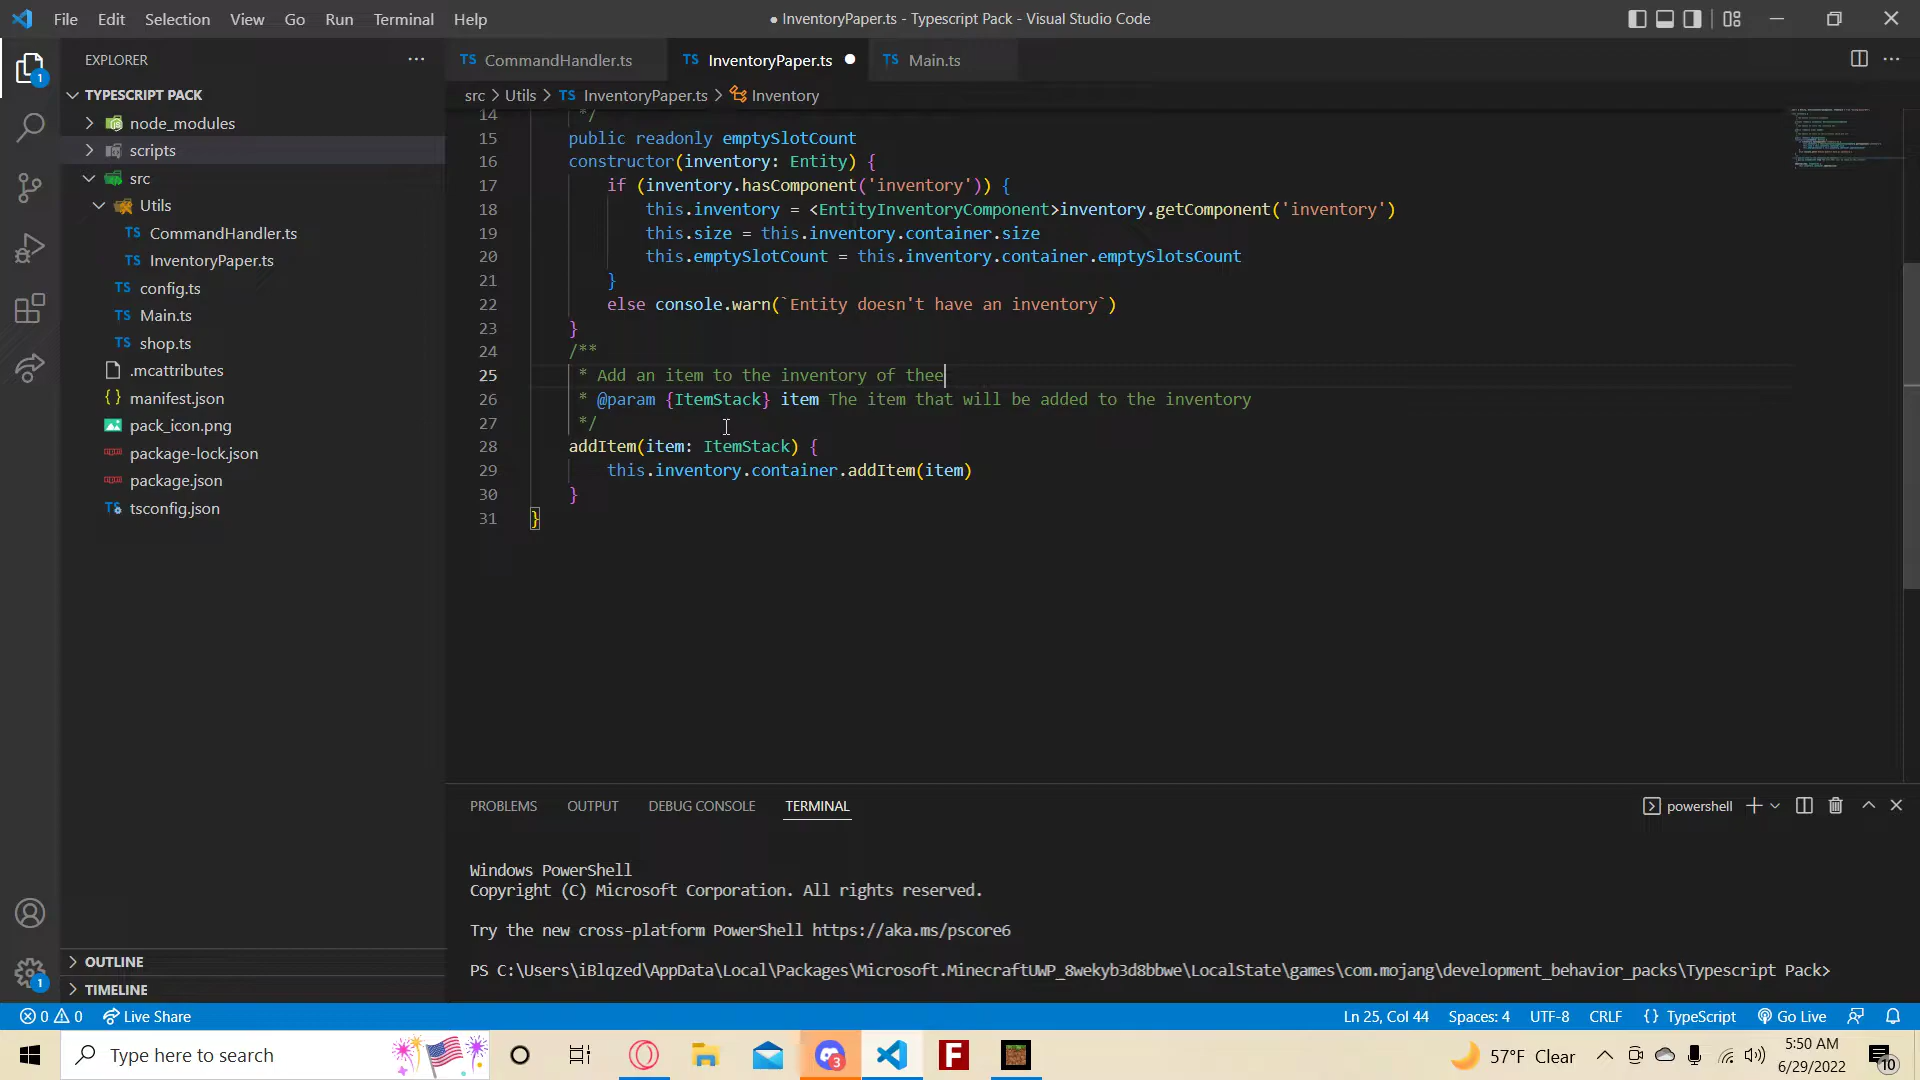 File Edit Selection View Go Run Terminal Help
● InventoryPaper.ts - Typescript Pack - Visual Studio Code
EXPLORER
TS CommandHandler.ts
TS InventoryPaper.ts
TS Main.ts
src > Utils > TS InventoryPaper.ts > Inventory
TYPESCRIPT PACK
node_modules
scripts
src
Utils
TS CommandHandler.ts
TS InventoryPaper.ts
TS config.ts
TS Main.ts
TS shop.ts
.mcattributes
{} manifest.json
pack_icon.png
package-lock.json
package.json
tsconfig.json
OUTLINE
TIMELINE
14 */
15 public readonly emptySlotCount
16 constructor(inventory: Entity) {
17 if (inventory.hasComponent('inventory')) {
18 this.inventory = <EntityInventoryComponent>inventory.getComponent('inventory')
19 this.size = this.inventory.container.size
20 this.emptySlotCount = this.inventory.container.emptySlotsCount
21 }
22 else console.warn(`Entity doesn't have an inventory`)
23 }
24 /**
25 * Add an item to the inventory of thee
26 * @param {ItemStack} item The item that will be added to the inventory
27 */
28 addItem(item: ItemStack) {
29 this.inventory.container.addItem(item)
30 }
31 }
PROBLEMS OUTPUT DEBUG CONSOLE TERMINAL
powershell
Windows PowerShell
Copyright (C) Microsoft Corporation. All rights reserved.
Try the new cross-platform PowerShell https://aka.ms/pscore6
PS C:\Users\iBlqzed\AppData\Local\Packages\Microsoft.MinecraftUWP_8wekyb3d8bbwe\LocalState\games\com.mojang\development_behavior_packs\Typescript Pack>
1
1
0 0 Live Share
Ln 25, Col 44 Spaces: 4 UTF-8 CRLF {} TypeScript Go Live
Type here to search
3
F
57°F Clear
5:50 AM
6/29/2022
10